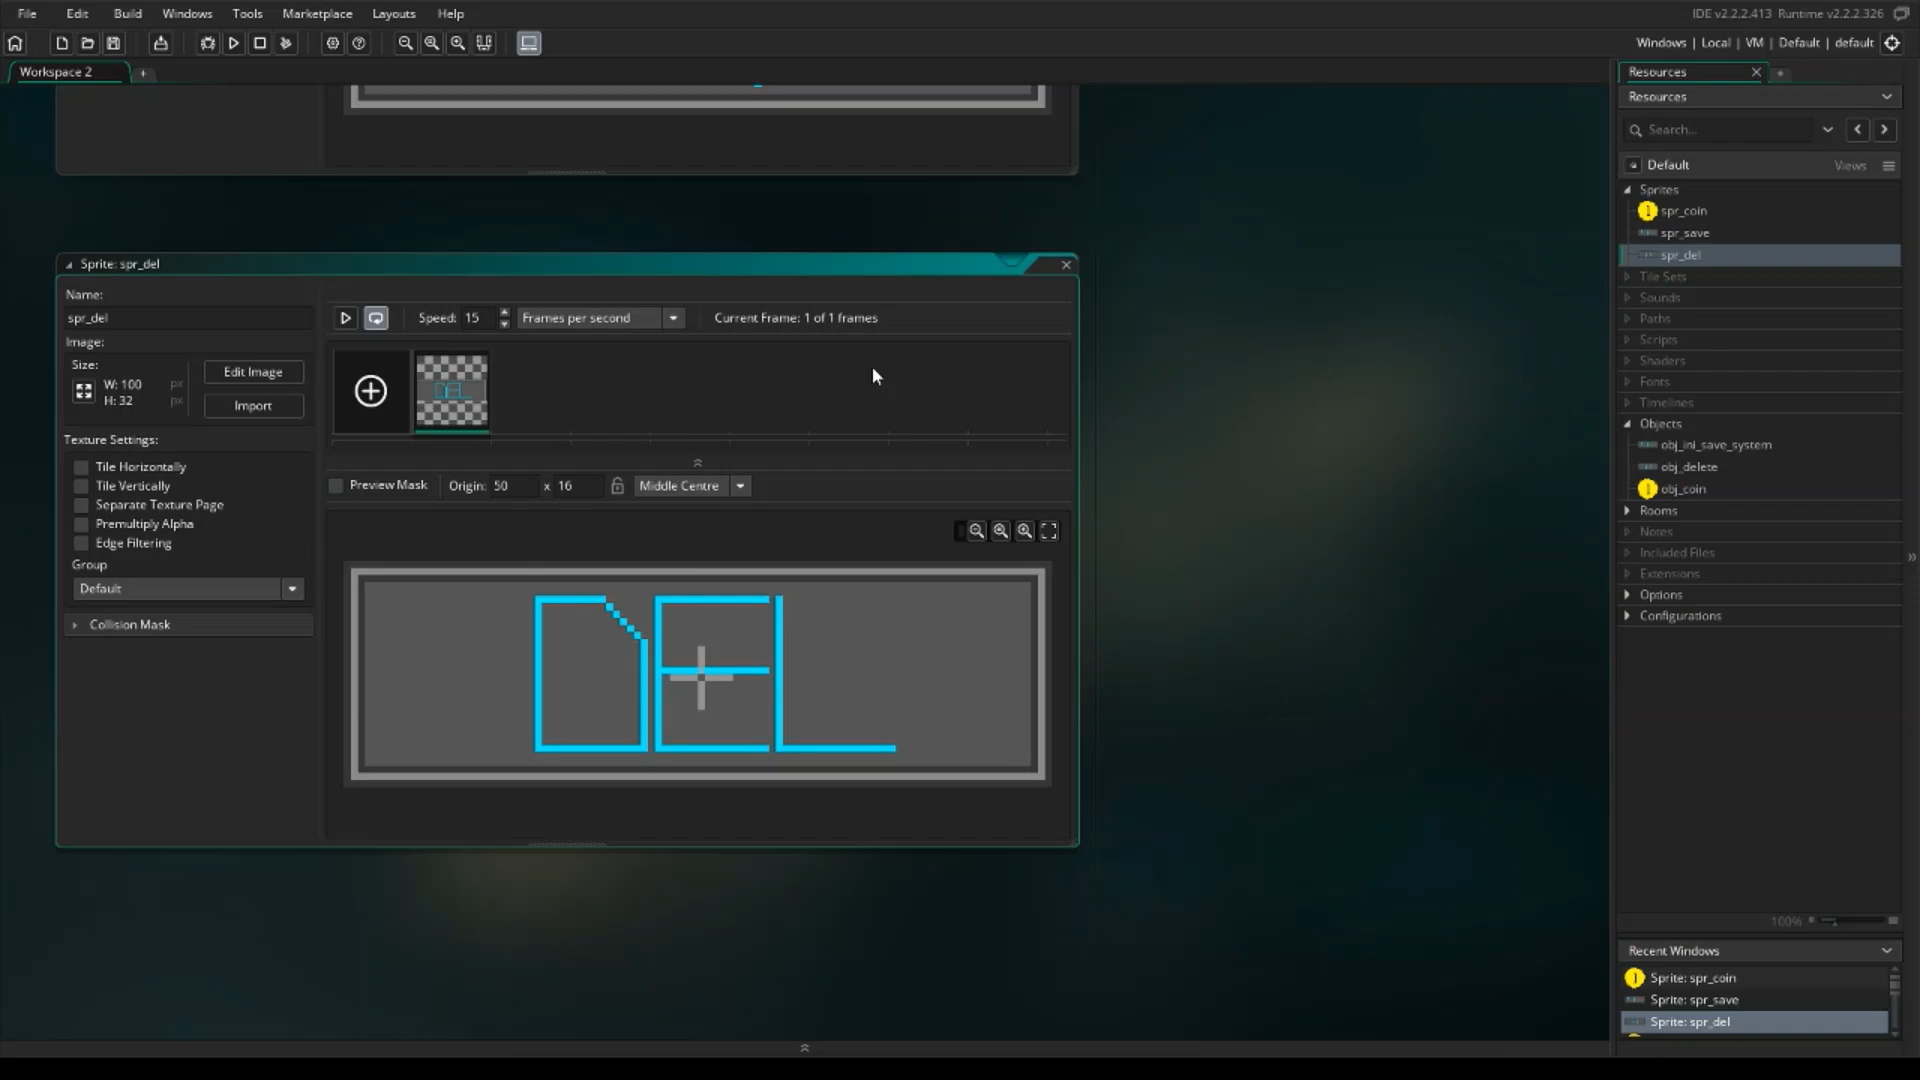 File Edit Build Windows Tools Marketplace Layouts Help
IDE v2.2.2.413 Runtime v2.2.2.326
Windows | Local | VM | Default | default
Workspace 2
Sprite: spr_del
Name:
spr_del
Image:
Size:
W: 100 px
H: 32 px
Edit Image
Import
Texture Settings:
Tile Horizontally
Tile Vertically
Separate Texture Page
Premultiply Alpha
Edge Filtering
Group
Default
Collision Mask
Speed: 15 Frames per second Current Frame: 1 of 1 frames
DEL
Preview Mask Origin: 50 x 16 Middle Centre
DEL
Resources
Resources
Search...
Default Views
Sprites
spr_coin
spr_save
spr_del
Tile Sets
Sounds
Paths
Scripts
Shaders
Fonts
Timelines
Objects
obj_ini_save_system
obj_delete
obj_coin
Rooms
Notes
Included Files
Extensions
Options
Configurations
100%
Recent Windows
Sprite: spr_coin
Sprite: spr_save
Sprite: spr_del